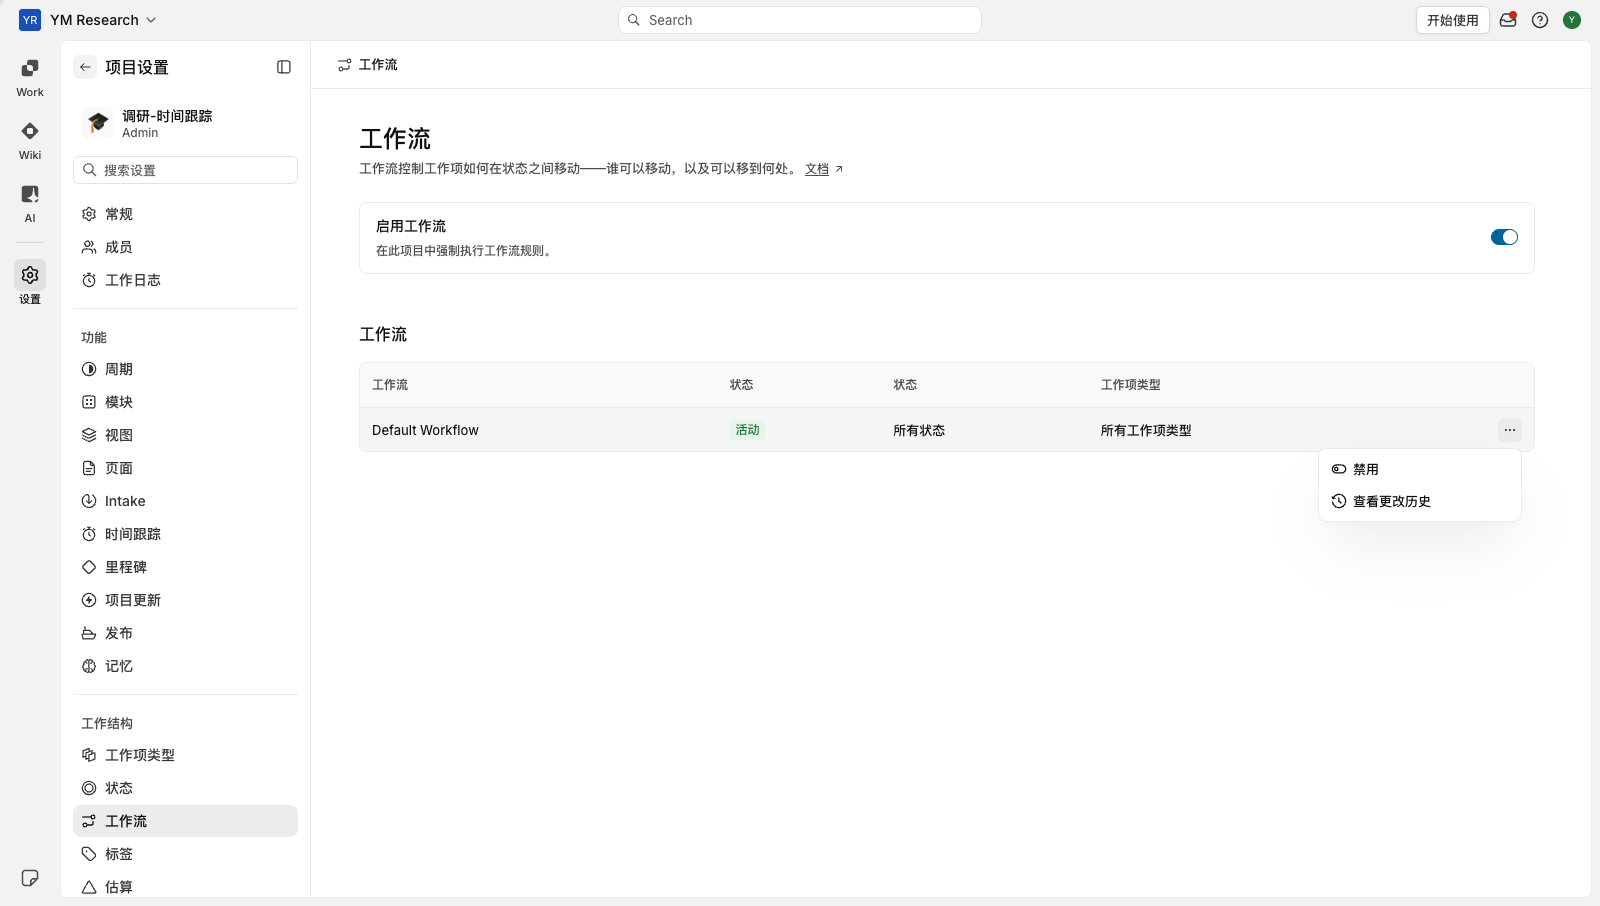 YR
YM Research
Search
开始使用
Y
Work
Wiki
AI
设置
项目设置
调研-时间跟踪
Admin
搜索设置
常规
成员
工作日志
功能
周期
模块
视图
页面
Intake
时间跟踪
里程碑
项目更新
发布
记忆
工作结构
工作项类型
状态
工作流
标签
估算
工作流
工作流
工作流控制工作项如何在状态之间移动——谁可以移动，以及可以移到何处。 文档
启用工作流
在此项目中强制执行工作流规则。
工作流
工作流 状态 状态 工作项类型
Default Workflow 活动 所有状态 所有工作项类型
禁用
查看更改历史